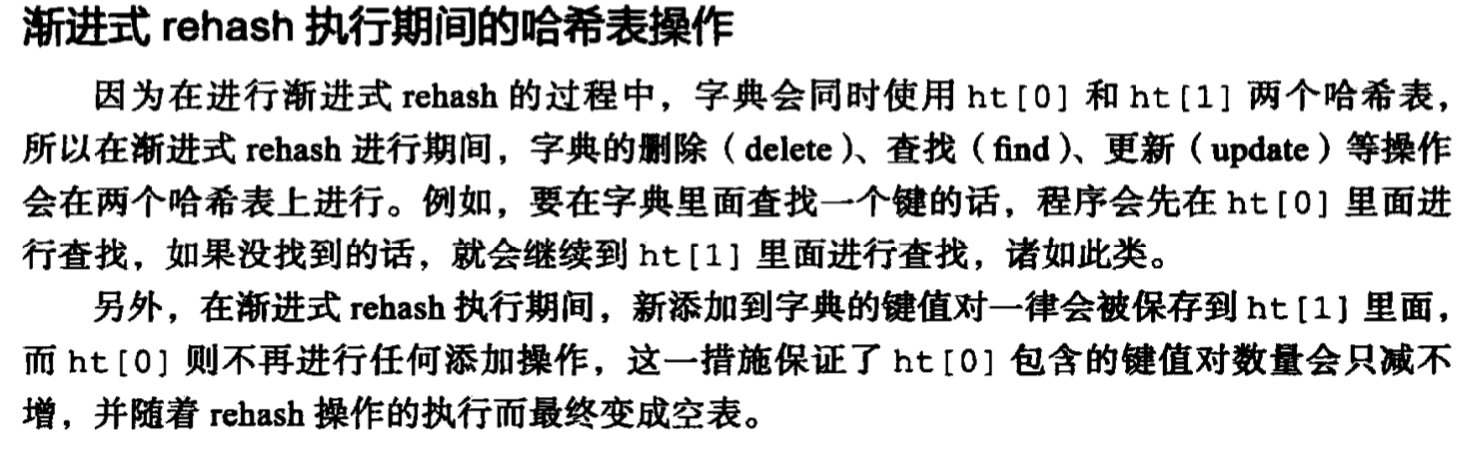 渐进式 rehash 执行期间的哈希表操作
因为在进行渐进式 rehash 的过程中，字典会同时使用 ht[0] 和 ht[1] 两个哈希表，
所以在渐进式 rehash 进行期间，字典的删除（delete）、查找（find）、更新（update）等操作
会在两个哈希表上进行。例如，要在字典里面查找一个键的话，程序会先在 ht[0] 里面进
行查找，如果没找到的话，就会继续到 ht[1] 里面进行查找，诸如此类。
另外，在渐进式 rehash 执行期间，新添加到字典的键值对一律会被保存到 ht[1] 里面，
而 ht[0] 则不再进行任何添加操作，这一措施保证了 ht[0] 包含的键值对数量会只减不
增，并随着 rehash 操作的执行而最终变成空表。